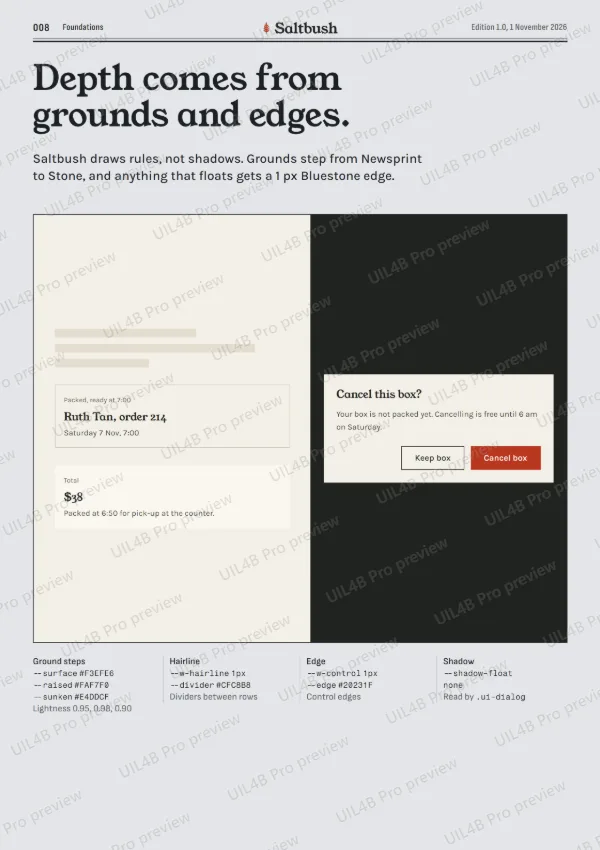 008 Foundations
Saltbush
Edition 1.0, 1 November 2026
Depth comes from
grounds and edges.
Saltbush draws rules, not shadows. Grounds step from Newsprint
to Stone, and anything that floats gets a 1 px Bluestone edge.
Packed, ready at 7:00
Ruth Tan, order 214
Saturday 7 Nov, 7:00
Total
$38
Packed at 6:50 for pick-up at the counter.
Cancel this box?
Your box is not packed yet. Cancelling is free until 6 am
on Saturday.
Keep box
Cancel box
Ground steps
--surface #F3EFE6
--raised #FAF7F0
--sunken #E4DDCF
Lightness 0.95, 0.98, 0.90
Hairline
--w-hairline 1px
--divider #CFC8B8
Dividers between rows
Edge
--w-control 1px
--edge #20231F
Control edges
Shadow
--shadow-float
none
Read by .ui-dialog
UIL4B Pro preview